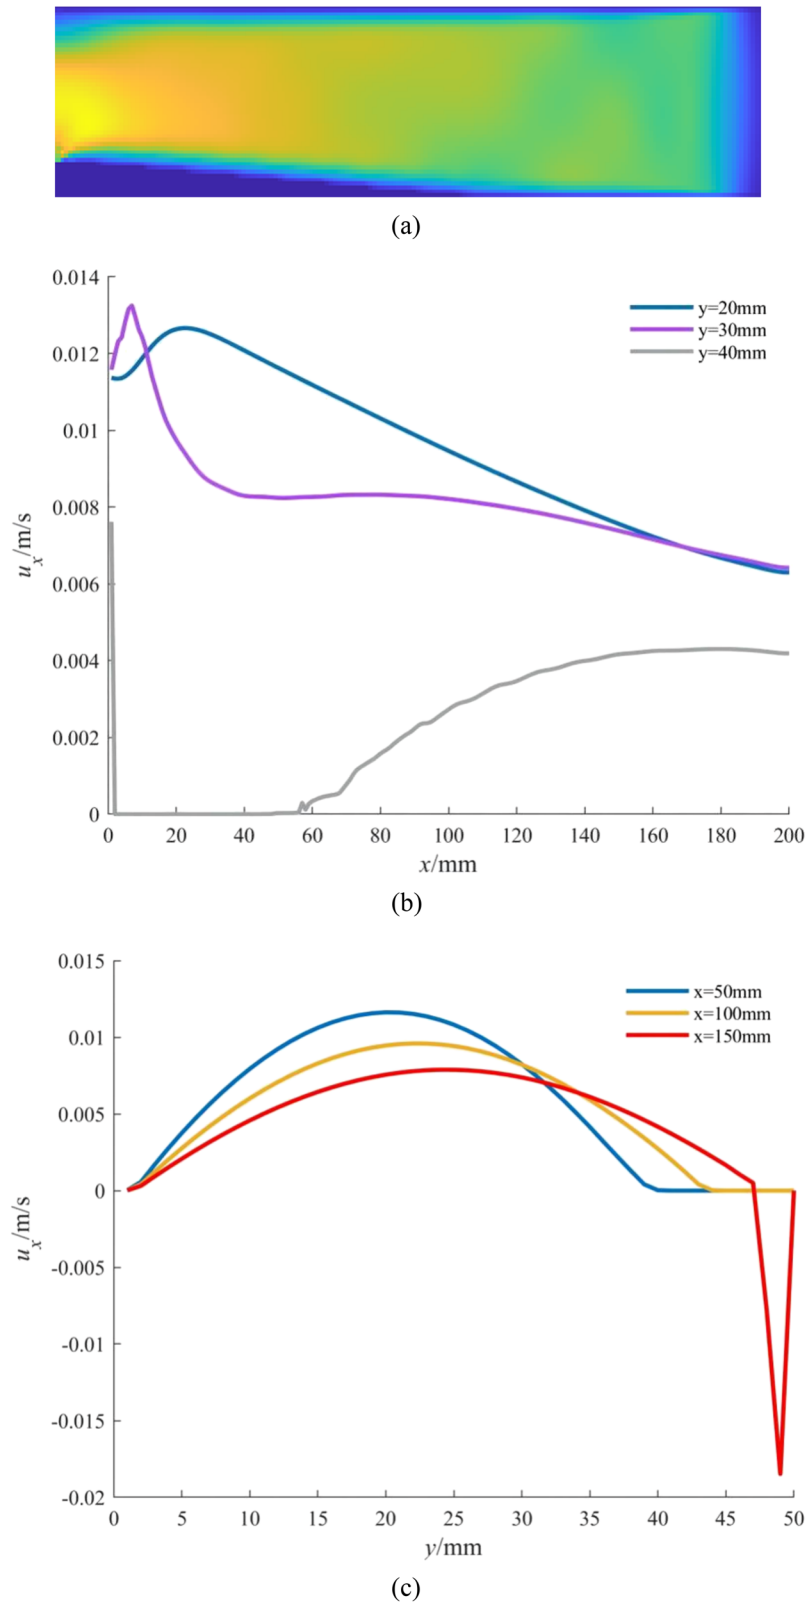 (a)
0.014
0.012
0.01
0.008
0.006
0.004
0.002
0
u_x/m/s
y=20mm
y=30mm
y=40mm
0 20 40 60 80 100 120 140 160 180 200
x/mm
(b)
0.015
0.01
0.005
0
-0.005
-0.01
-0.015
-0.02
u_x/m/s
x=50mm
x=100mm
x=150mm
0 5 10 15 20 25 30 35 40 45 50
y/mm
(c)